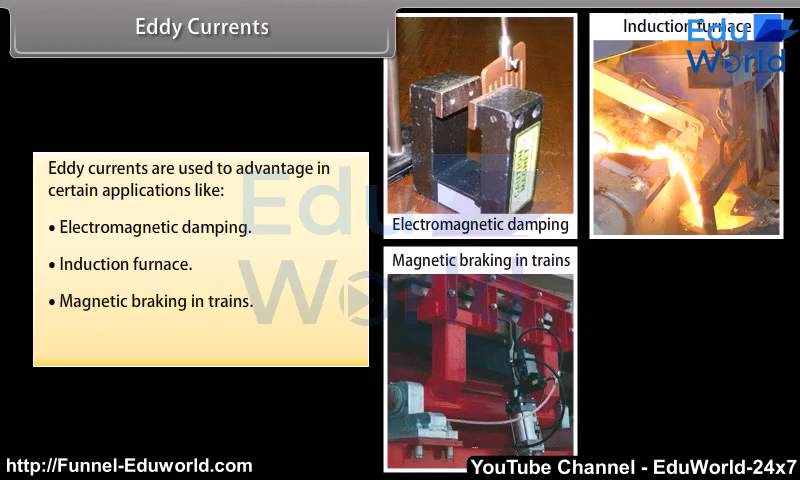 Eddy Currents
Eddy currents are used to advantage in
certain applications like:
• Electromagnetic damping.
• Induction furnace.
• Magnetic braking in trains.
Electromagnetic damping
Induction furnace
Magnetic braking in trains
Edu
World
Edu
World
http://Funnel-Eduworld.com
YouTube Channel - EduWorld-24x7